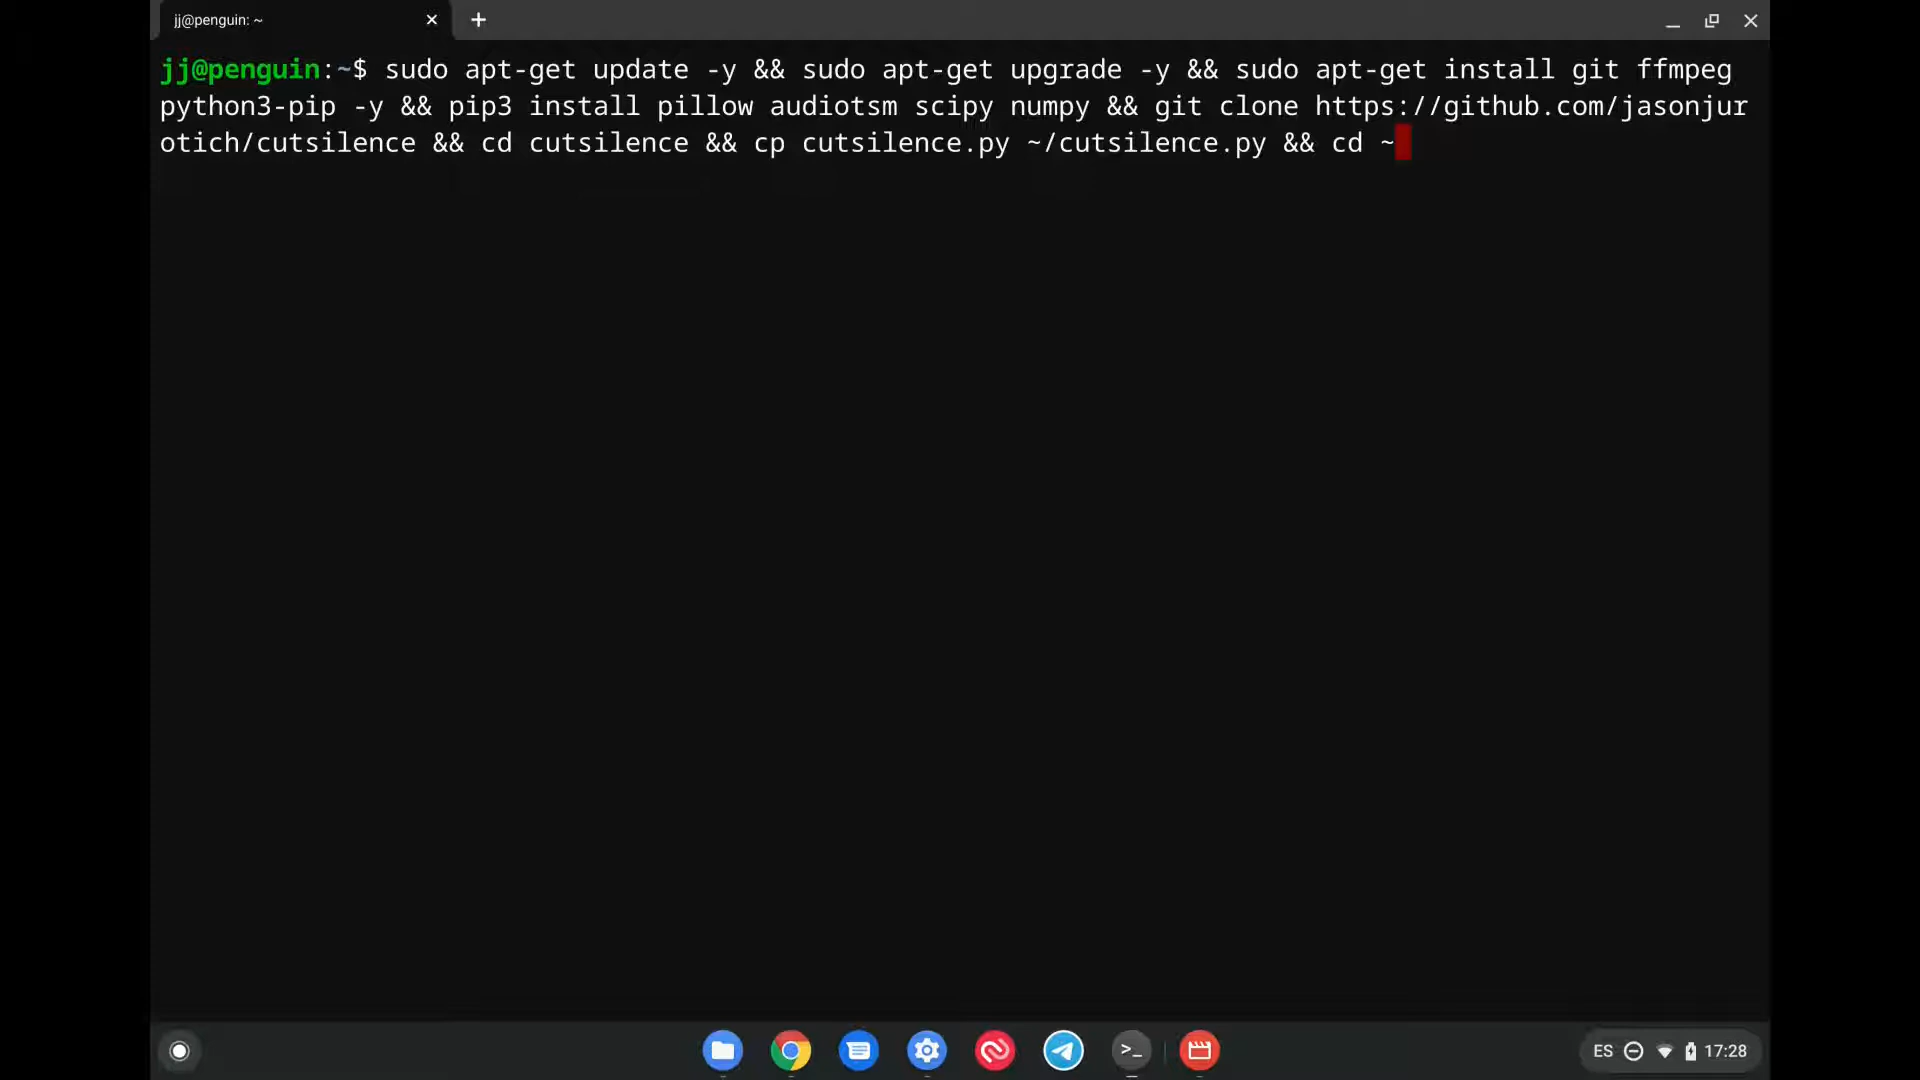 jj@penguin: ~
jj@penguin:~$ sudo apt-get update -y && sudo apt-get upgrade -y && sudo apt-get install git ffmpeg
python3-pip -y && pip3 install pillow audiotsm scipy numpy && git clone https://github.com/jasonjur
otich/cutsilence && cd cutsilence && cp cutsilence.py ~/cutsilence.py && cd ~
ES 17:28